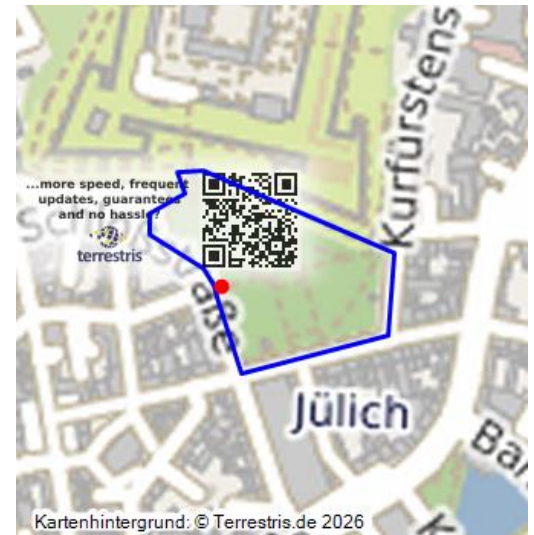 Kurfürstens
...more speed, frequent
updates, guarantees
and no hassle?
terrestris
aße
Jülich
Ba
Kartenhintergrund: © Terrestris.de 2026